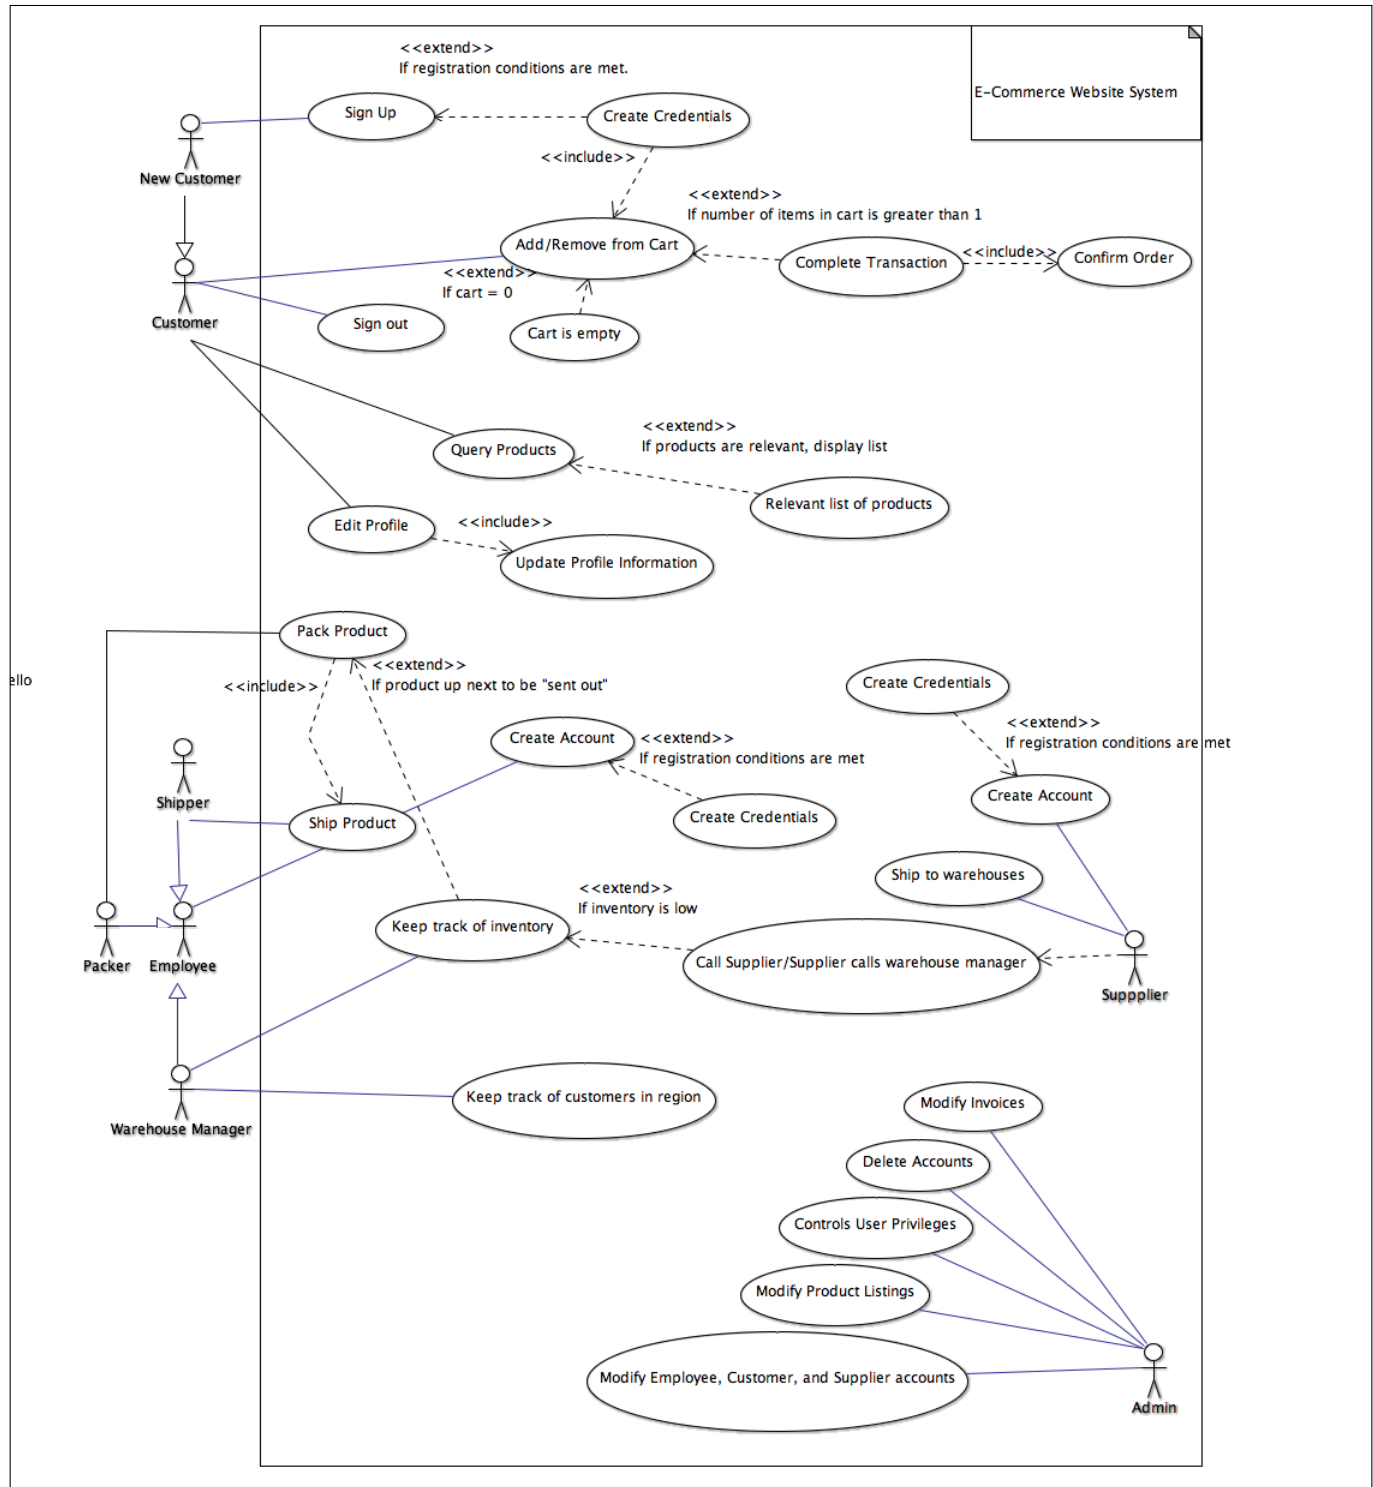 <<extend>>
If registration conditions are met.
E-Commerce Website System
Sign Up
Create Credentials
<<include>>
New Customer
<<extend>>
If number of items in cart is greater than 1
Add/Remove from Cart
Complete Transaction
<<include>>
Confirm Order
<<extend>>
If cart = 0
Customer
Sign out
Cart is empty
<<extend>>
If products are relevant, display list
Query Products
Relevant list of products
Edit Profile
<<include>>
Update Profile Information
Pack Product
<<extend>>
If product up next to be "sent out"
<<include>>
ello
Create Credentials
<<extend>>
If registration conditions are met
Create Account
<<extend>>
If registration conditions are met
Shipper
Create Account
Ship Product
Create Credentials
Ship to warehouses
<<extend>>
If inventory is low
Keep track of inventory
Packer
Employee
Call Supplier/Supplier calls warehouse manager
Suppplier
Keep track of customers in region
Warehouse Manager
Modify Invoices
Delete Accounts
Controls User Privileges
Modify Product Listings
Modify Employee, Customer, and Supplier accounts
Admin